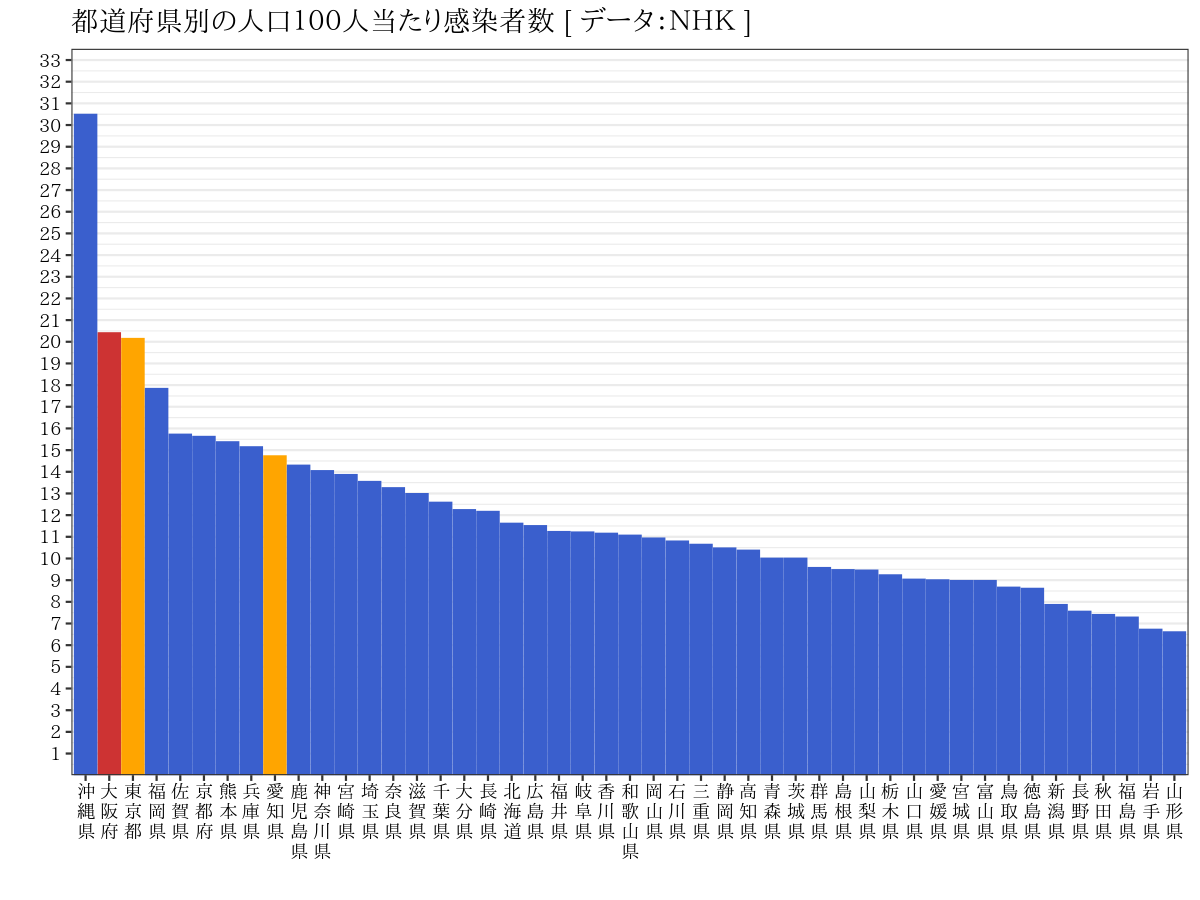 都道府県別の人口100人当たり感染者数 [ データ:NHK ]
33
32
31
30
29
28
27
26
25
24
23
22
21
20
19
18
17
16
15
14
13
12
11
10
9
8
7
6
5
4
3
2
1
沖縄県
大阪府
東京都
福岡県
佐賀県
京都府
熊本県
兵庫県
愛知県
鹿児島県
神奈川県
宮崎県
埼玉県
奈良県
滋賀県
千葉県
大分県
長崎県
北海道
広島県
福井県
岐阜県
香川県
和歌山県
岡山県
石川県
三重県
静岡県
高知県
青森県
茨城県
群馬県
島根県
山梨県
栃木県
山口県
愛媛県
宮城県
富山県
鳥取県
徳島県
新潟県
長野県
秋田県
福島県
岩手県
山形県